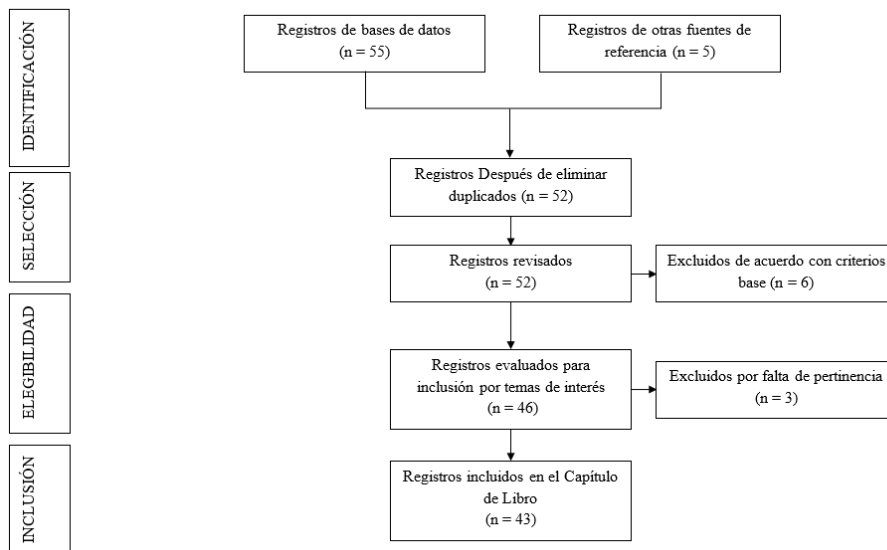 IDENTIFICACIÓN
Registros de bases de datos
(n = 55)
Registros de otras fuentes de
referencia (n = 5)
Registros Después de eliminar
duplicados (n = 52)
SELECCIÓN
Registros revisados
(n = 52)
Excluidos de acuerdo con criterios
base (n = 6)
ELEGIBILIDAD
Registros evaluados para
inclusión por temas de interés
(n = 46)
Excluidos por falta de pertinencia
(n = 3)
INCLUSIÓN
Registros incluidos en el Capítulo
de Libro
(n = 43)